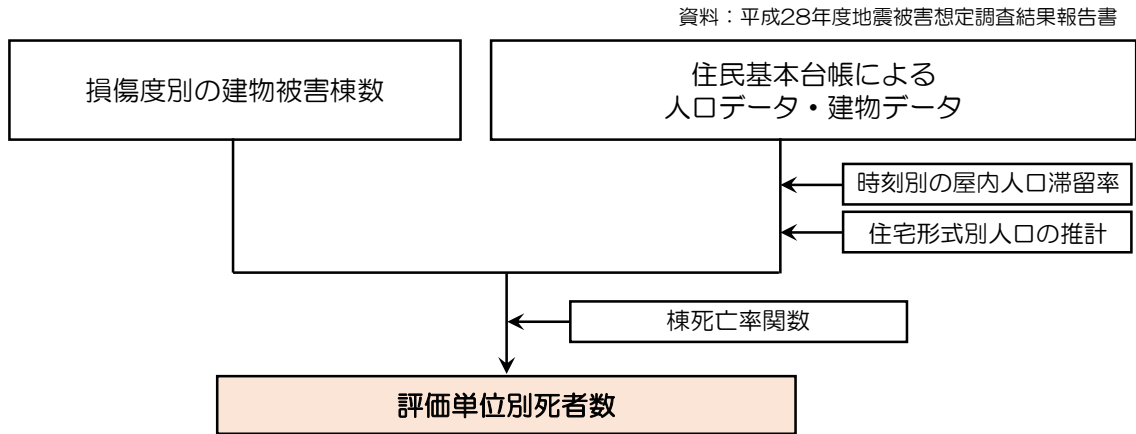 資料：平成28年度地震被害想定調査結果報告書
損傷度別の建物被害棟数
住民基本台帳による
人口データ・建物データ
時刻別の屋内人口滞留率
住宅形式別人口の推計
棟死亡率関数
評価単位別死者数